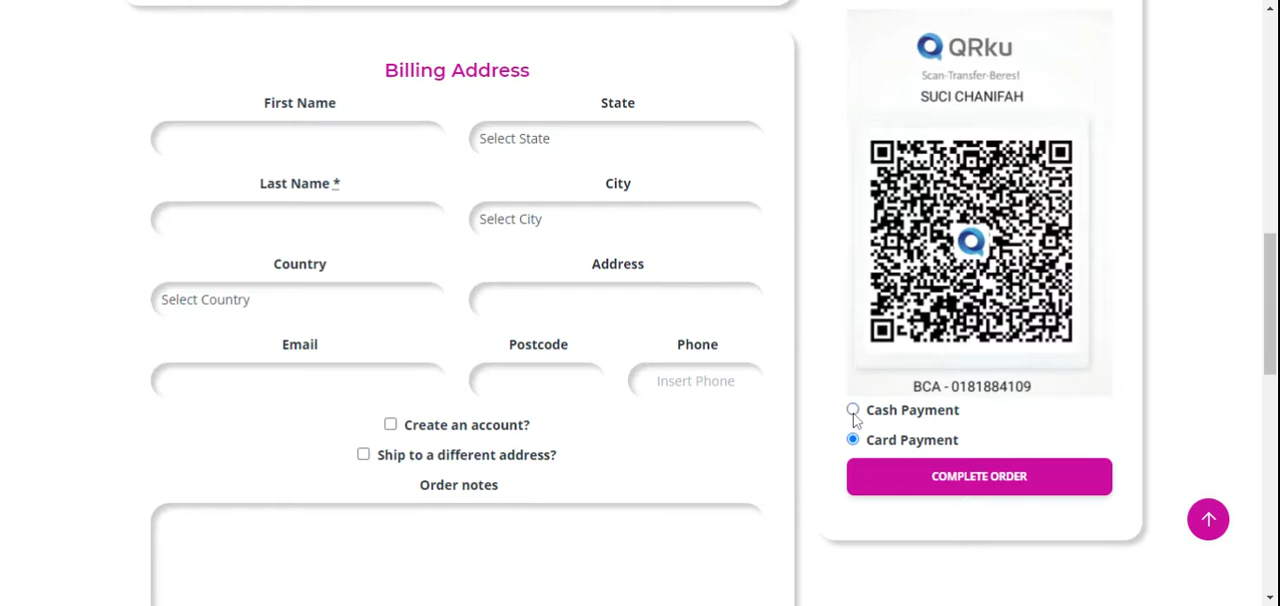 Billing Address
First Name
State
Select State
Last Name *
City
Select City
Country
Address
Select Country
Email
Postcode
Phone
Insert Phone
Create an account?
Ship to a different address?
Order notes
QRku
Scan-Transfer-Beres!
SUCI CHANIFAH
BCA - 0181884109
Cash Payment
Card Payment
COMPLETE ORDER